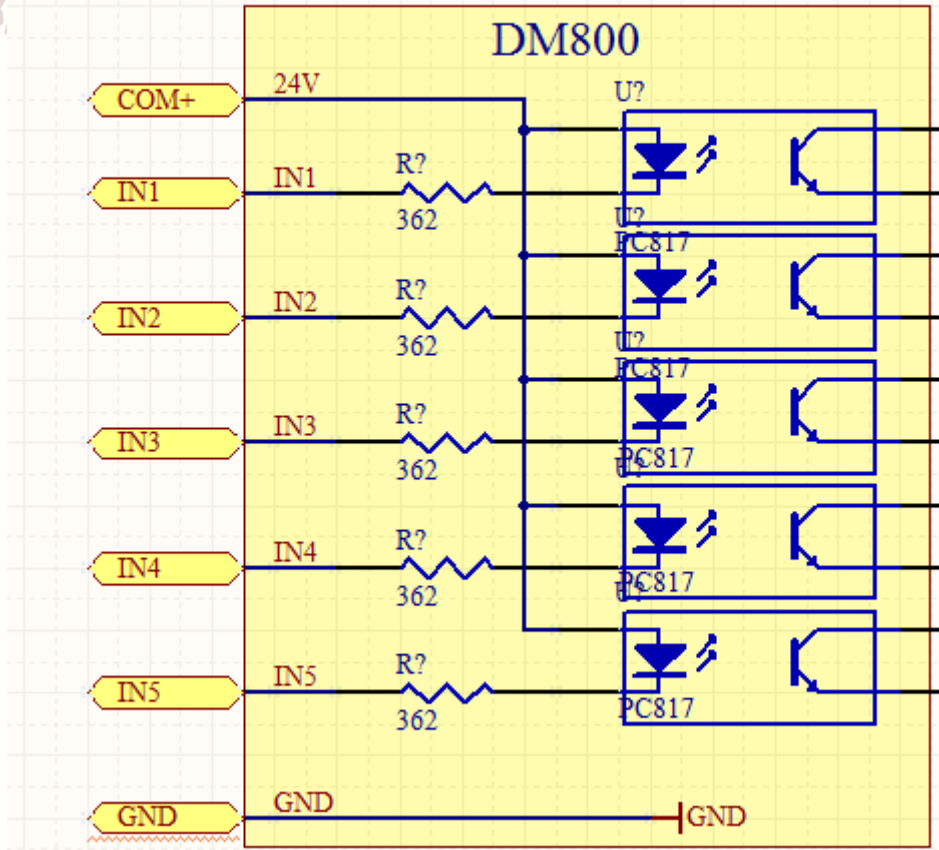 DM800
COM+ 24V U?
IN1 IN1 R?
362
U?
PC817
IN2 IN2 R?
362
U?
PC817
IN3 IN3 R?
362
PC817
U?
IN4 IN4 R?
362
PC817
U?
IN5 IN5 R?
362
PC817
GND GND GND